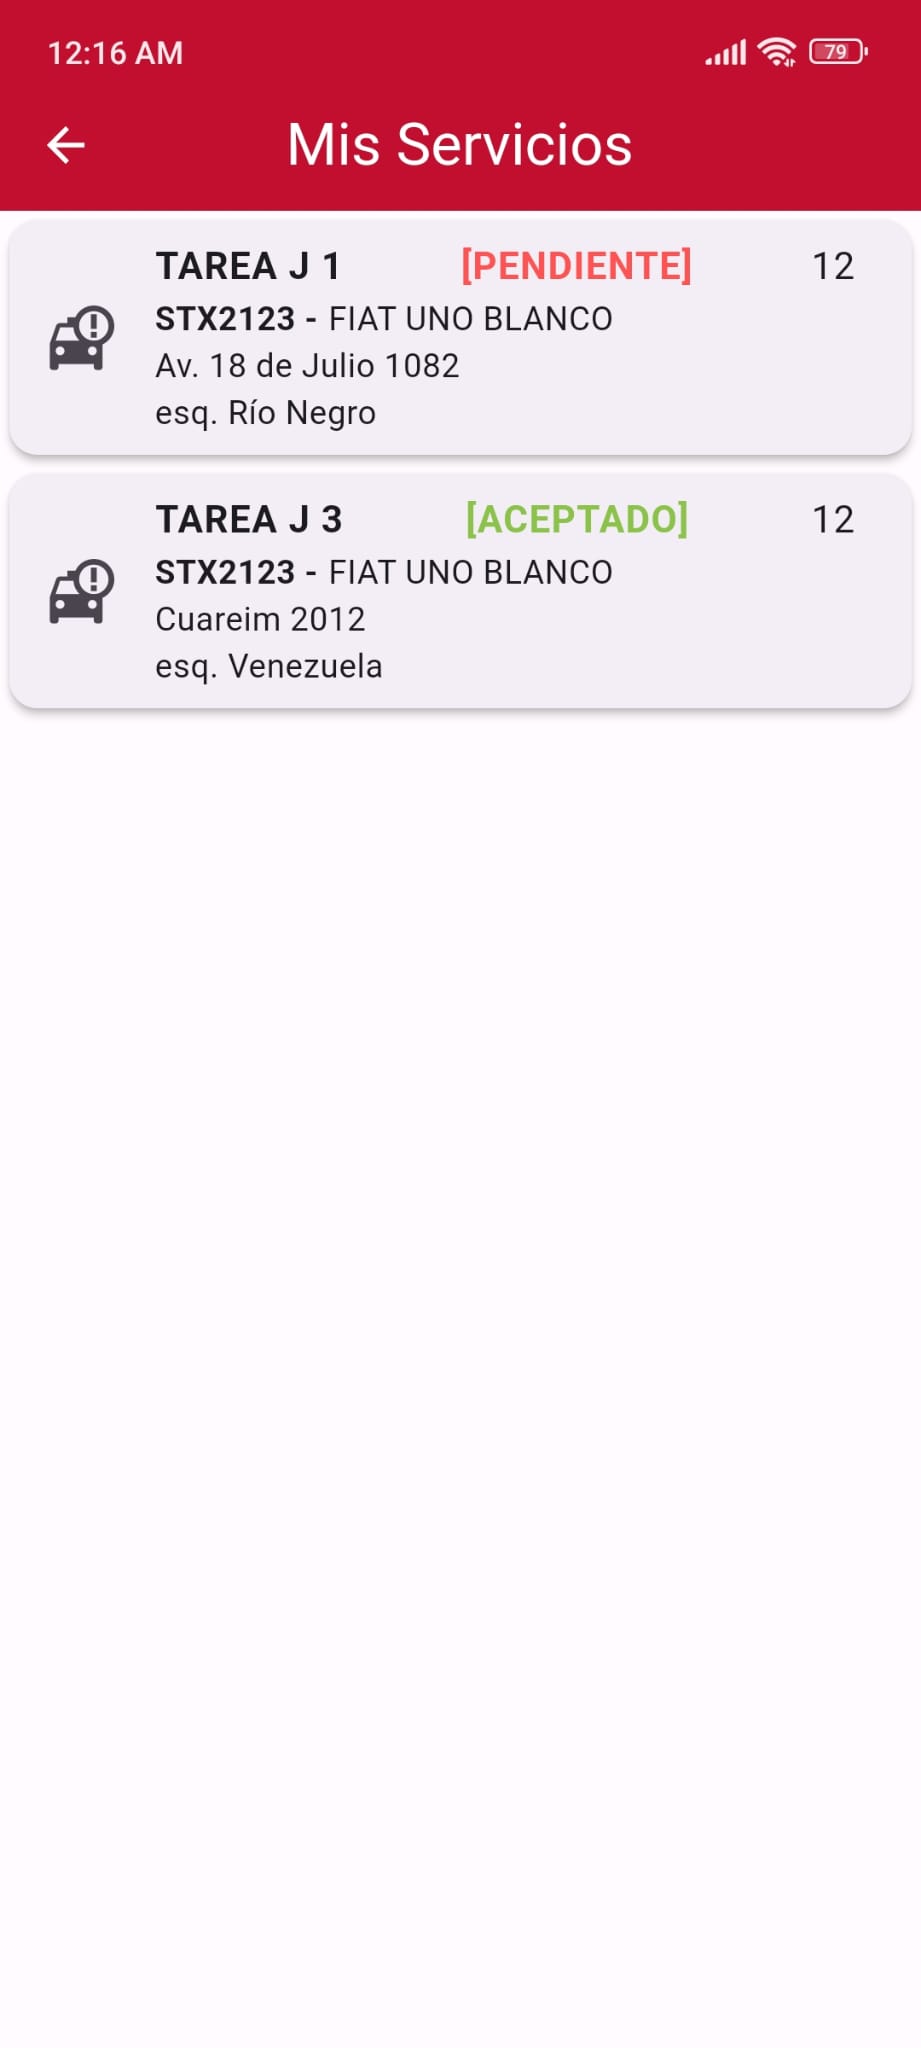 12:16 AM
79
Mis Servicios
TAREA J 1 [PENDIENTE] 12
STX2123 - FIAT UNO BLANCO
Av. 18 de Julio 1082
esq. Río Negro
TAREA J 3 [ACEPTADO] 12
STX2123 - FIAT UNO BLANCO
Cuareim 2012
esq. Venezuela